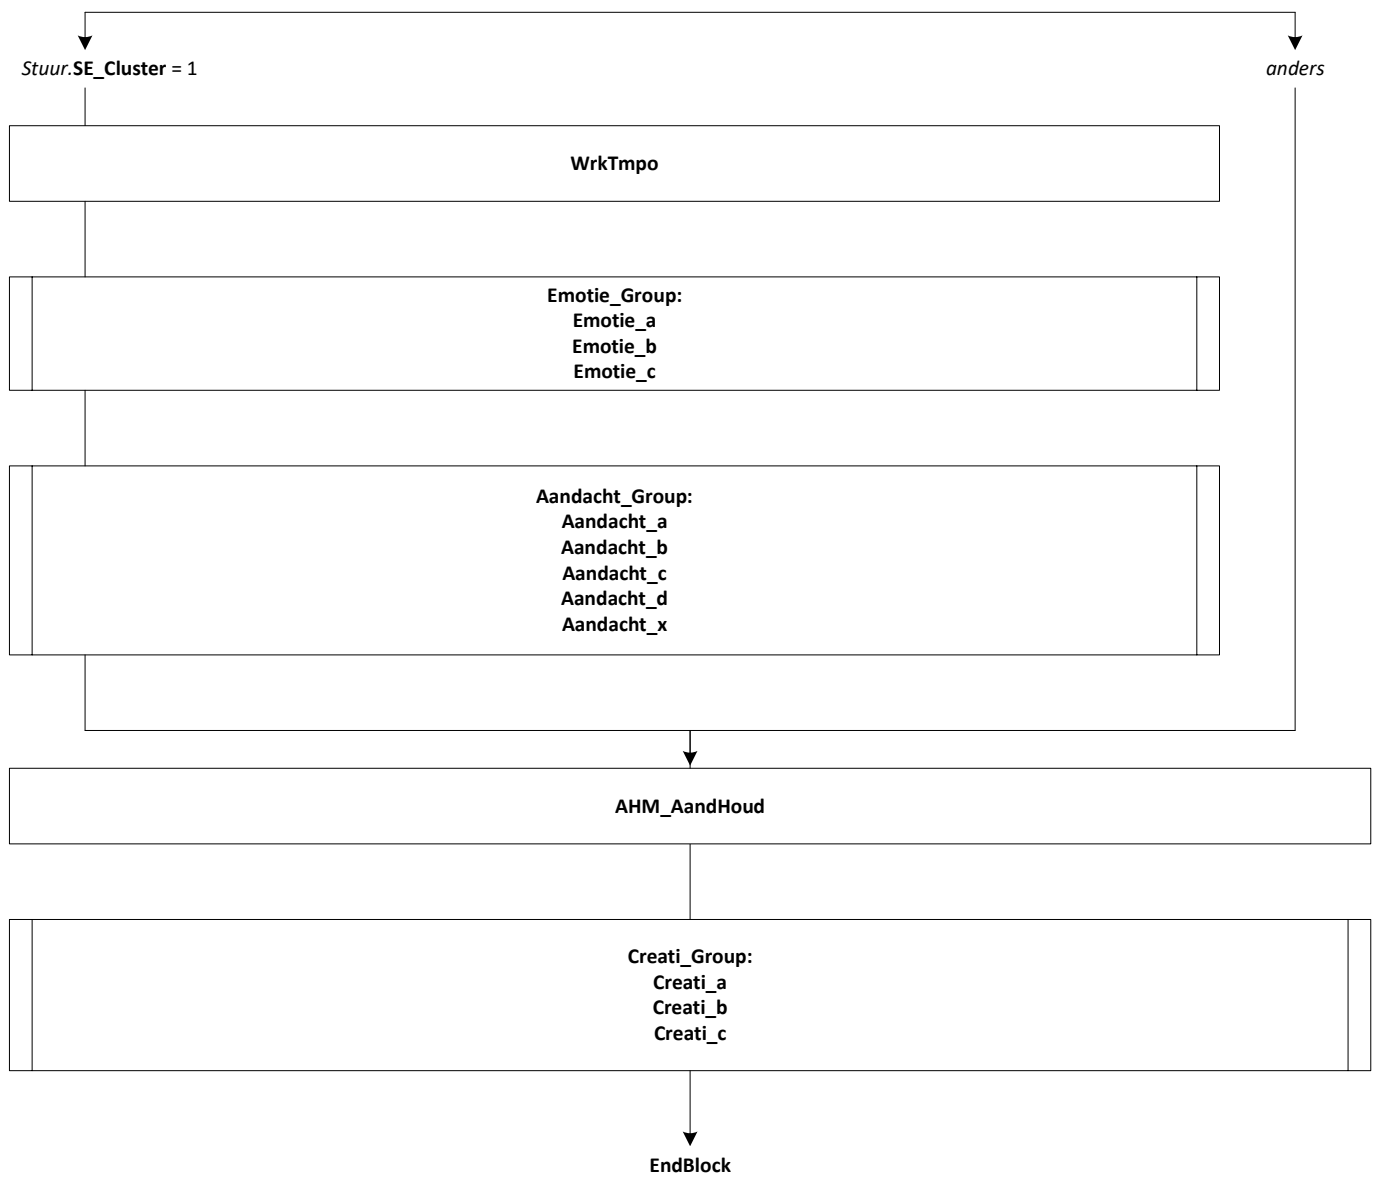 Stuur.SE_Cluster = 1
anders
WrkTmpo
Emotie_Group:
Emotie_a
Emotie_b
Emotie_c
Aandacht_Group:
Aandacht_a
Aandacht_b
Aandacht_c
Aandacht_d
Aandacht_x
AHM_AandHoud
Creati_Group:
Creati_a
Creati_b
Creati_c
EndBlock